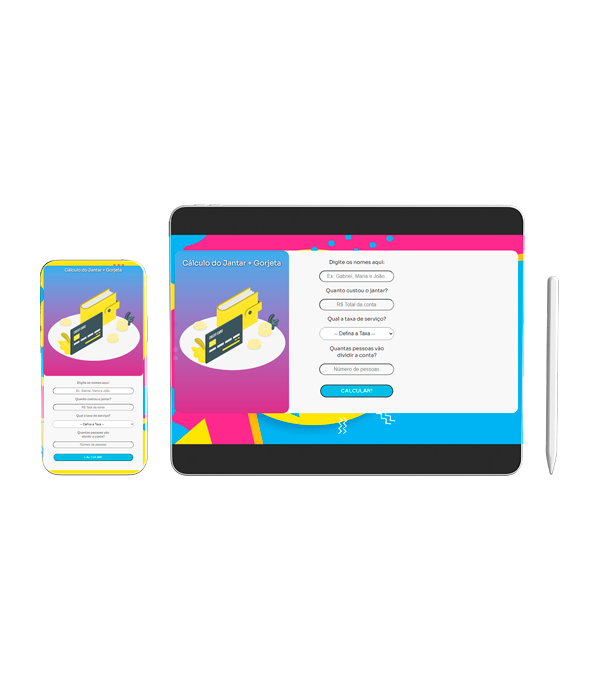 Cálculo do Jantar + Gorjeta
Digite os nomes aqui:
Ex: Gabriel, Maria e João
Quanto custou o jantar?
R$ Total da conta
Qual a taxa de serviço?
-- Defina a Taxa --
Quantas pessoas vão
dividir a conta?
Número de pessoas
CALCULAR!
Cálculo do Jantar + Gorjeta
Digite os nomes aqui:
Ex: Gabriel, Maria e João
Quanto custou o jantar?
R$ Total da conta
Qual a taxa de serviço?
-- Defina a Taxa --
Quantas pessoas vão
dividir a conta?
Número de pessoas
CALCULAR!